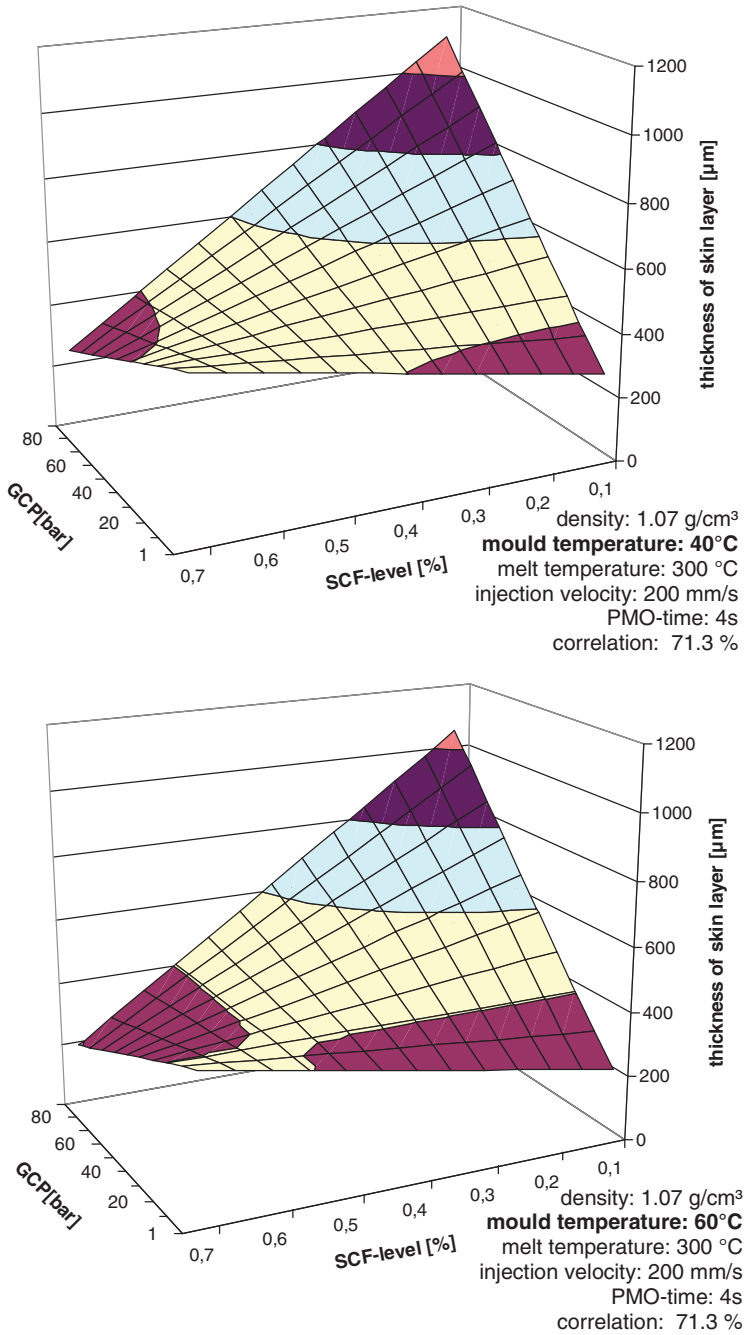 1200
1000
800
600
400
200
0
thickness of skin layer [µm]
80
60
40
20
1
GCP[bar]
0,7
0,6
0,5
0,4
0,3
0,2
0,1
SCF-level [%]
density: 1.07 g/cm³
mould temperature: 40°C
melt temperature: 300 °C
injection velocity: 200 mm/s
PMO-time: 4s
correlation: 71.3 %
1200
1000
800
600
400
200
0
thickness of skin layer [µm]
80
60
40
20
1
GCP[bar]
0,7
0,6
0,5
0,4
0,3
0,2
0,1
SCF-level [%]
density: 1.07 g/cm³
mould temperature: 60°C
melt temperature: 300 °C
injection velocity: 200 mm/s
PMO-time: 4s
correlation: 71.3 %